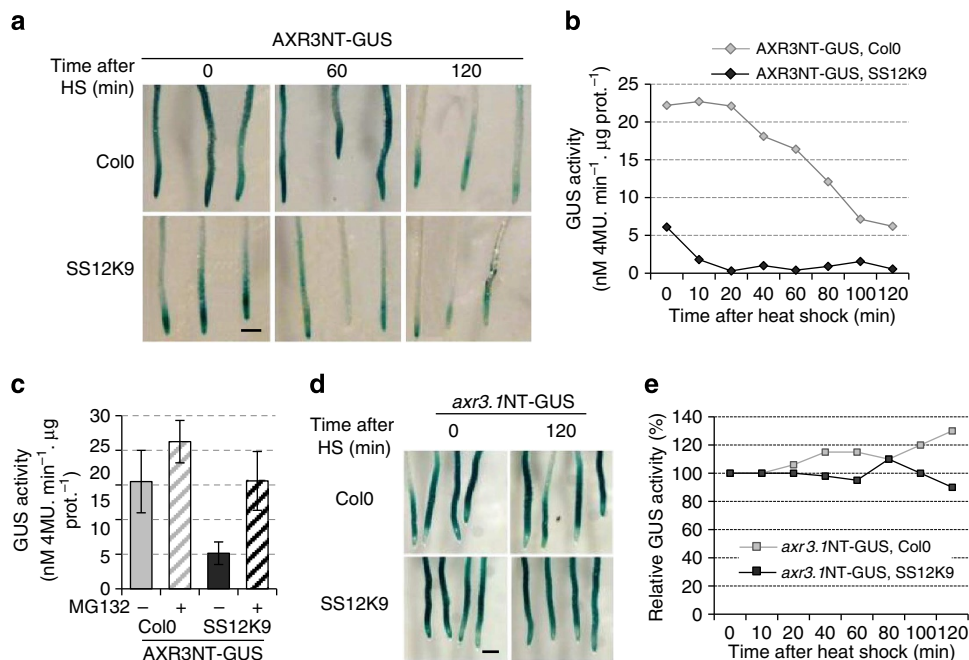 a
AXR3NT-GUS
Time after HS (min)
0
60
120
Col0
SS12K9
b
AXR3NT-GUS, Col0
AXR3NT-GUS, SS12K9
GUS activity
(nM 4MU. min⁻¹. µg prot.⁻¹)
25
20
15
10
5
0
0 10 20 40 60 80 100 120
Time after heat shock (min)
c
GUS activity
(nM 4MU. min⁻¹. µg prot.⁻¹)
30
25
20
10
5
0
MG132 – + – +
Col0 SS12K9
AXR3NT-GUS
d
axr3.1NT-GUS
Time after HS (min)
0
120
Col0
SS12K9
e
Relative GUS activity (%)
140
120
100
80
60
40
20
0
axr3.1NT-GUS, Col0
axr3.1NT-GUS, SS12K9
0 10 20 40 60 80 100 120
Time after heat shock (min)